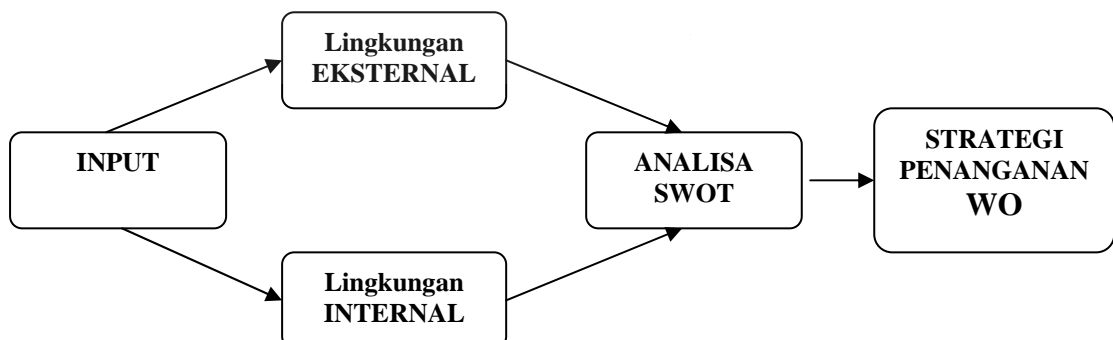 Lingkungan
EKSTERNAL
INPUT
ANALISA
SWOT
STRATEGI
PENANGANAN
WO
Lingkungan
INTERNAL